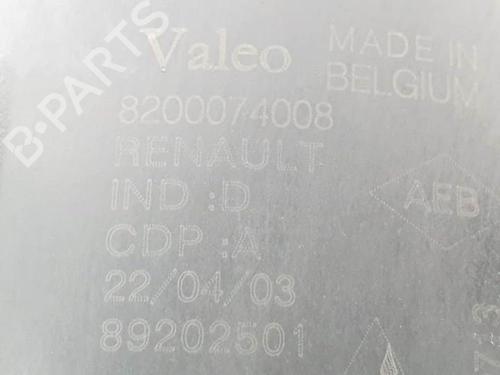 Valeo
MADE IN
BELGIUM
8200074008
RENAULT
IND :D
CDP :A
22/04/03
89202501
AEB
B-PARTS